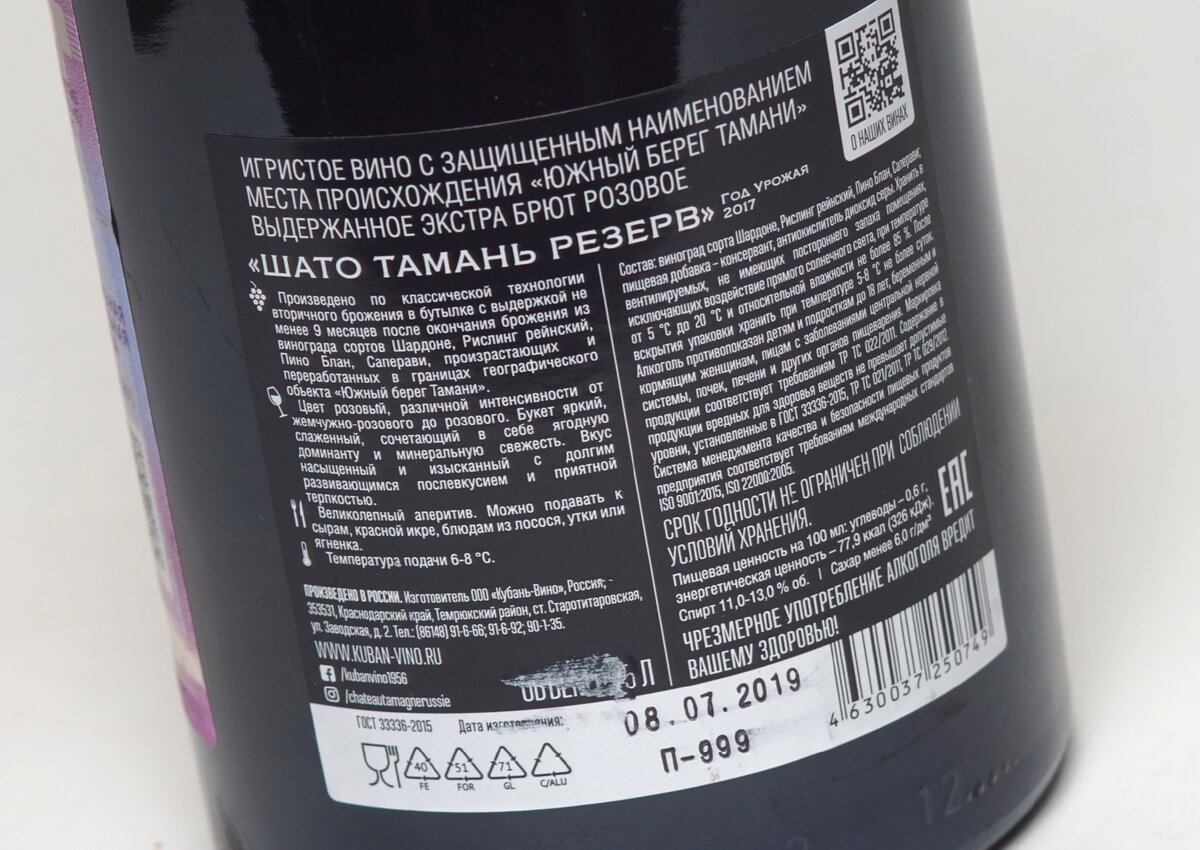 ИГРИСТОЕ ВИНО С ЗАЩИЩЕННЫМ НАИМЕНОВАНИЕМ
МЕСТА ПРОИСХОЖДЕНИЯ «ЮЖНЫЙ БЕРЕГ ТАМАНИ»
ВЫДЕРЖАННОЕ ЭКСТРА БРЮТ РОЗОВОЕ
«ШАТО ТАМАНЬ РЕЗЕРВ»
ГОД УРОЖАЯ
2017
О НАШИХ ВИНАХ
Произведено по классической технологии
вторичного брожения в бутылке с выдержкой не
менее 9 месяцев после окончания брожения из
винограда сортов Шардоне, Рислинг рейнский,
Пино Блан, Саперави, произрастающих и
переработанных в границах географического
объекта «Южный берег Тамани».
Цвет розовый, различной интенсивности от
жемчужно-розового до розового. Букет яркий,
слаженный, сочетающий в себе ягодную
доминанту и минеральную свежесть. Вкус
насыщенный и изысканный с долгим
развивающимся послевкусием и приятной
терпкостью.
Великолепный аперитив. Можно подавать к
сырам, красной икре, блюдам из лосося, утки или
ягненка.
Температура подачи 6-8 °С.
ПРОИЗВЕДЕНО В РОССИИ. Изготовитель ООО «Кубань-Вино», Россия,
353531, Краснодарский край, Темрюкский район, ст. Старотитаровская,
ул. Заводская, д. 2. Тел.: (86148) 91-6-66; 91-6-92; 90-1-35.
WWW.KUBAN-VINO.RU
/kubanvino1956
/chateautamagnerussie
Л
Состав: виноград сорта Шардоне, Рислинг рейнский, Пино Блан, Саперави;
пищевая добавка – консервант, антиокислитель диоксид серы. Хранить в
вентилируемых, не имеющих постороннего запаха помещениях,
исключающих воздействие прямого солнечного света, при температуре
от 5 °С до 20 °С и относительной влажности не более 85 %. После
вскрытия упаковки хранить при температуре 5-8 °С не более суток.
Алкоголь противопоказан детям и подросткам до 18 лет, беременным и
кормящим женщинам, лицам с заболеваниями центральной нервной
системы, почек, печени и других органов пищеварения. Маркировка
продукции соответствует требованиям ТР ТС 022/2011. Содержание в
продукции вредных для здоровья веществ не превышает допустимые
уровни, установленные в ГОСТ 33336-2015, ТР ТС 021/2011, ТР ТС 029/2012.
Система менеджмента качества и безопасности пищевых продуктов
предприятия соответствует требованиям международных стандартов
ISO 9001:2015, ISO 22000:2005.
СРОК ГОДНОСТИ НЕ ОГРАНИЧЕН ПРИ СОБЛЮДЕНИИ
УСЛОВИЙ ХРАНЕНИЯ.
EAC
Пищевая ценность на 100 мл: углеводы – 0,6 г,
энергетическая ценность – 77,9 ккал (326 кДж).
Спирт 11,0-13,0 % об. | Сахар менее 6,0 г/дм³
ЧРЕЗМЕРНОЕ УПОТРЕБЛЕНИЕ АЛКОГОЛЯ ВРЕДИТ
ВАШЕМУ ЗДОРОВЬЮ!
ГОСТ 33336-2015 Дата изготовления:
08.07.2019
П-999
40 51 71
FE FOR GL C/ALU
4 630037 250749
12